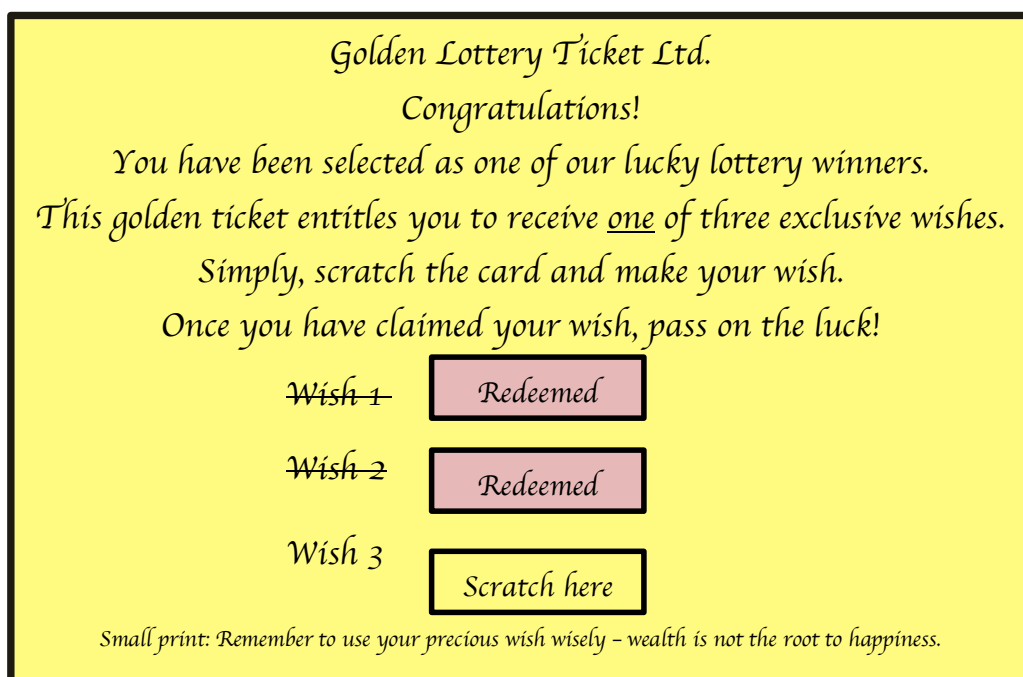 Golden Lottery Ticket Ltd.
Congratulations!
You have been selected as one of our lucky lottery winners.
This golden ticket entitles you to receive one of three exclusive wishes.
Simply, scratch the card and make your wish.
Once you have claimed your wish, pass on the luck!
Wish 1 Redeemed
Wish 2 Redeemed
Wish 3 Scratch here
Small print: Remember to use your precious wish wisely – wealth is not the root to happiness.